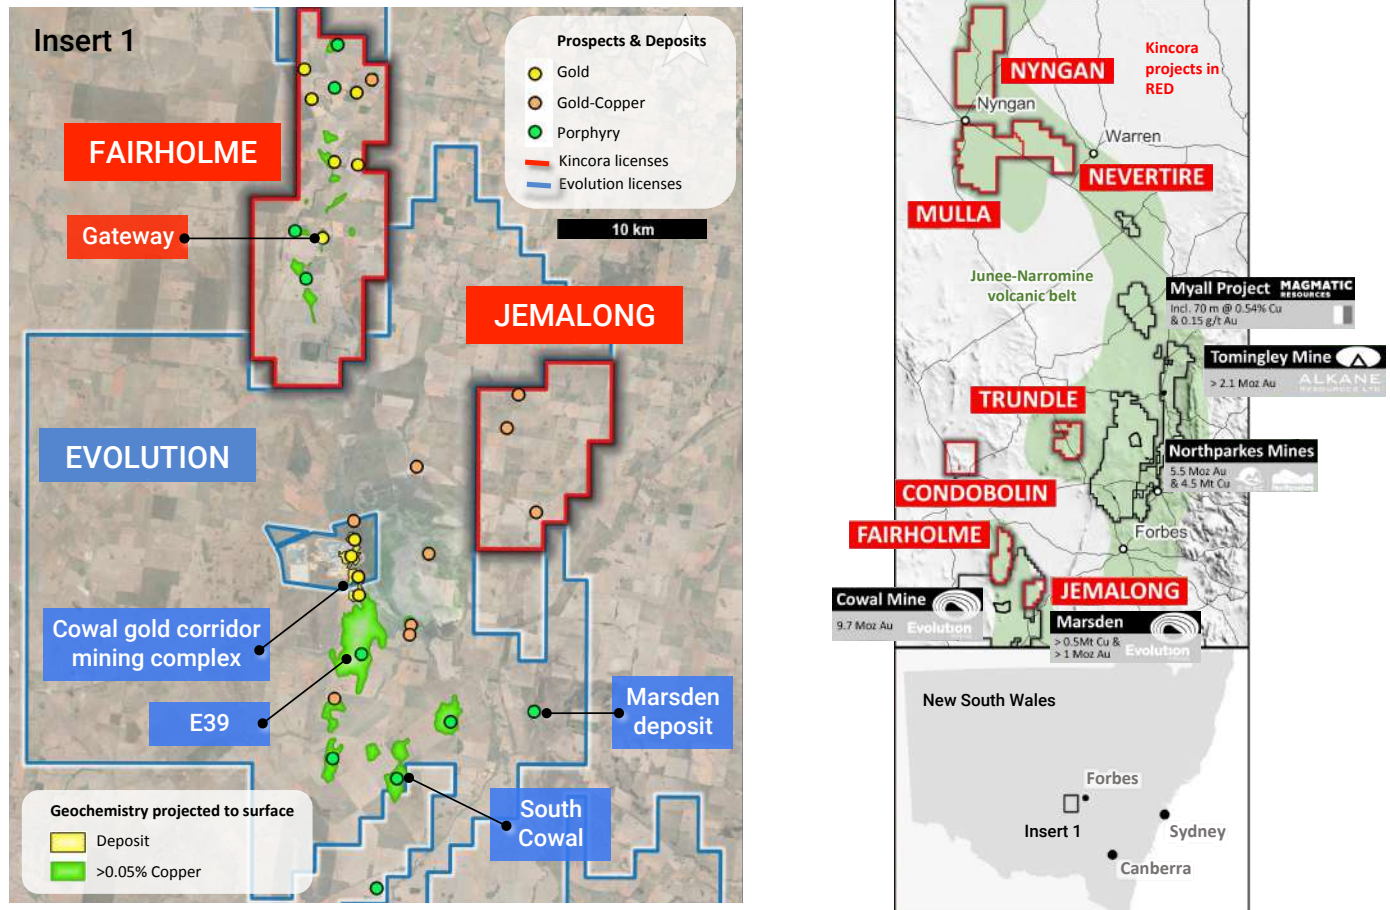 Insert 1
Prospects & Deposits
Gold
Gold-Copper
Porphyry
Kincora licenses
Evolution licenses
10 km
FAIRHOLME
Gateway
JEMALONG
EVOLUTION
Cowal gold corridor
mining complex
E39
Marsden
deposit
South
Cowal
Geochemistry projected to surface
Deposit
>0.05% Copper
Kincora
projects in
RED
NYNGAN
Nyngan
Warren
NEVERTIRE
MULLA
Junee-Narromine
volcanic belt
Myall Project
MAGMATIC
RESOURCES
Incl. 70 m @ 0.54% Cu
& 0.15 g/t Au
Tomingley Mine
> 2.1 Moz Au
ALKANE
RESOURCES LTD
TRUNDLE
Northparkes Mines
5.5 Moz Au
& 4.5 Mt Cu
CONDOBOLIN
FAIRHOLME
Forbes
JEMALONG
Cowal Mine
9.7 Moz Au
Evolution
Marsden
> 0.5Mt Cu &
> 1 Moz Au
Evolution
New South Wales
Forbes
Insert 1
Sydney
Canberra